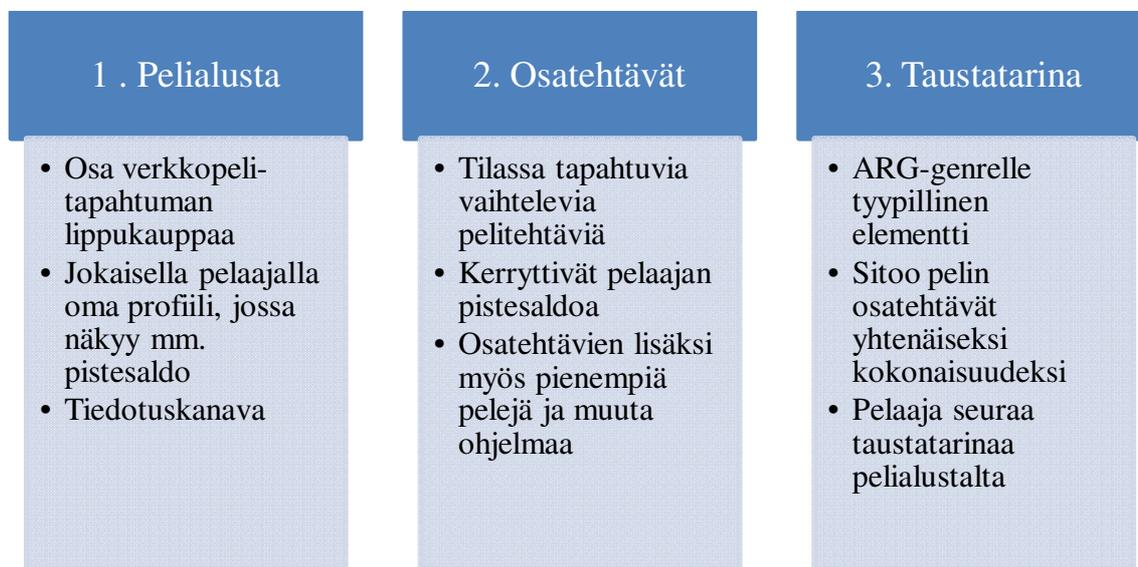 1 . Pelialusta
• Osa verkkopeli-
tapahtuman
lippukauppaa
• Jokaisella pelaajalla
oma profiili, jossa
näkyy mm.
pistesaldo
• Tiedotuskanava
2. Osatehtävät
• Tilassa tapahtuvia
vaihtelevia
pelitehtäviä
• Kerryttivät pelaajan
pistesaldoa
• Osatehtävien lisäksi
myös pienempiä
pelejä ja muuta
ohjelmaa
3. Taustatarina
• ARG-genrelle
tyypillinen
elementti
• Sitoo pelin
osatehtävät
yhtenäiseksi
kokonaisuudeksi
• Pelaaja seuraa
taustatarinaa
pelialustalta